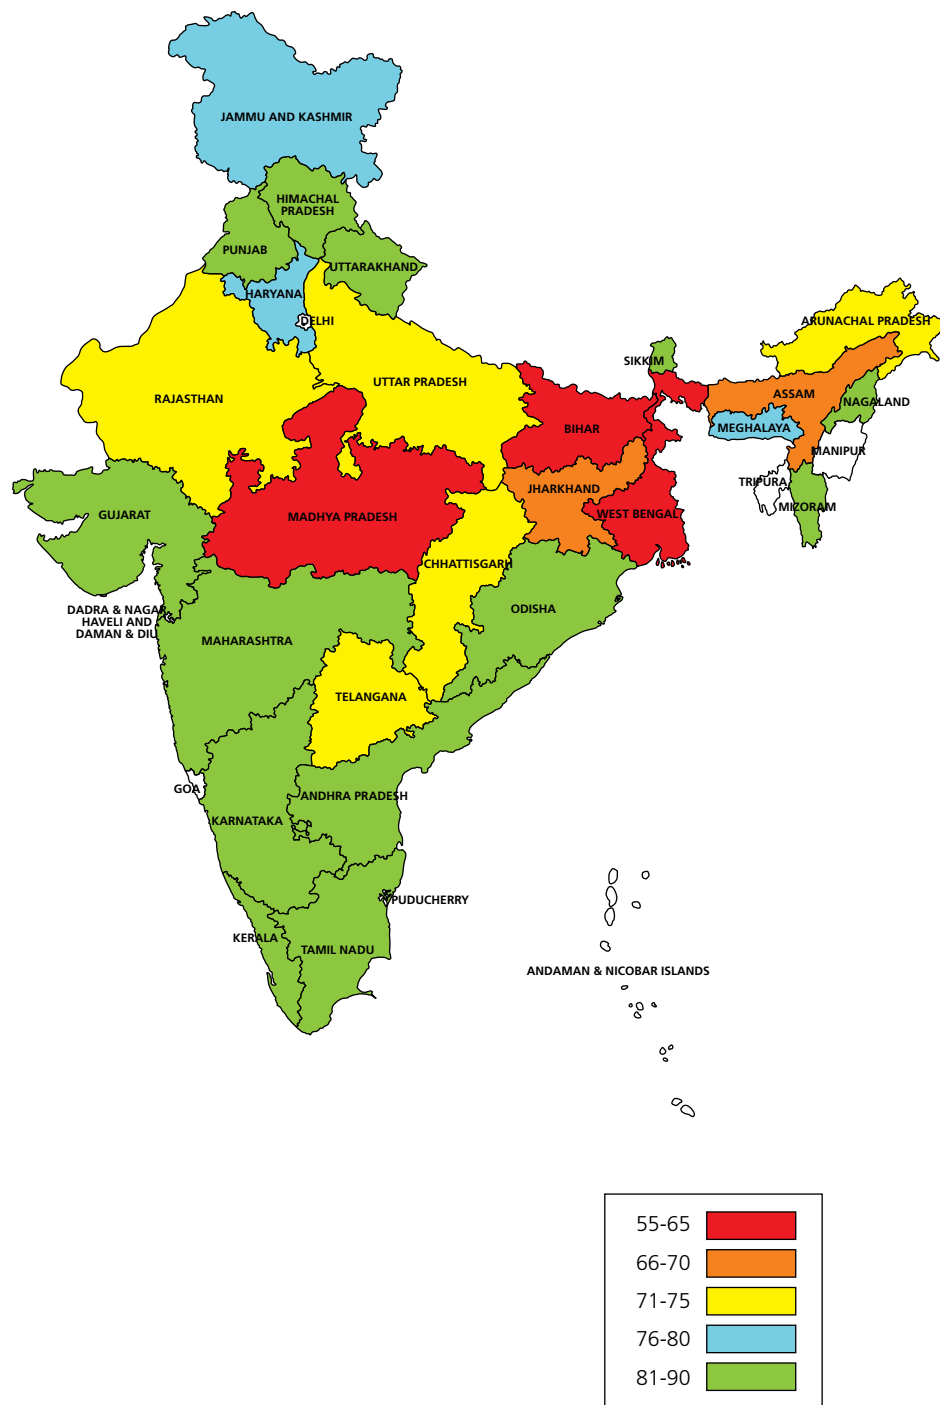 JAMMU AND KASHMIR
HIMACHAL
PRADESH
PUNJAB
UTTARAKHAND
HARYANA
DELHI
ARUNACHAL PRADESH
SIKKIM
UTTAR PRADESH
RAJASTHAN
ASSAM
NAGALAND
BIHAR
MEGHALAYA
MANIPUR
TRIPURA
JHARKHAND
MIZORAM
GUJARAT
MADHYA PRADESH
WEST BENGAL
CHHATTISGARH
DADRA & NAGAR
HAVELI AND
DAMAN & DIU
ODISHA
MAHARASHTRA
TELANGANA
GOA
ANDHRA PRADESH
KARNATAKA
PUDUCHERRY
KERALA
TAMIL NADU
ANDAMAN & NICOBAR ISLANDS
55-65
66-70
71-75
76-80
81-90